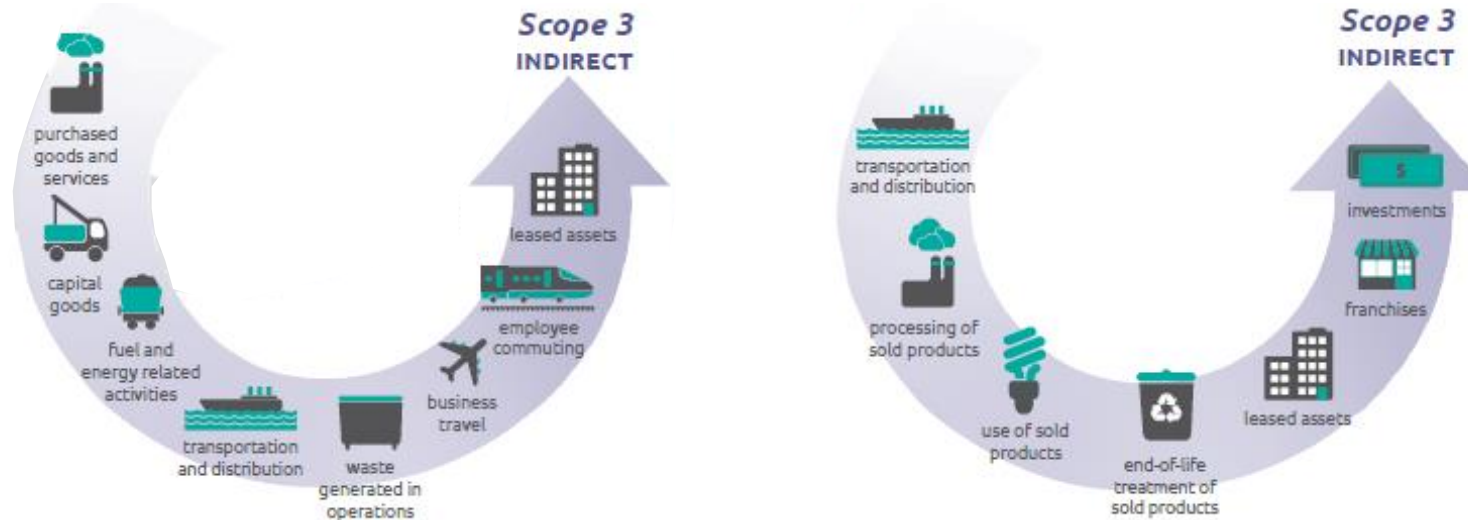 Scope 3
INDIRECT
purchased
goods and
services
capital
goods
fuel and
energy related
activities
transportation
and distribution
waste
generated in
operations
business
travel
employee
commuting
leased assets
Scope 3
INDIRECT
transportation
and distribution
processing of
sold products
use of sold
products
end-of-life
treatment of
sold products
leased assets
franchises
investments
$